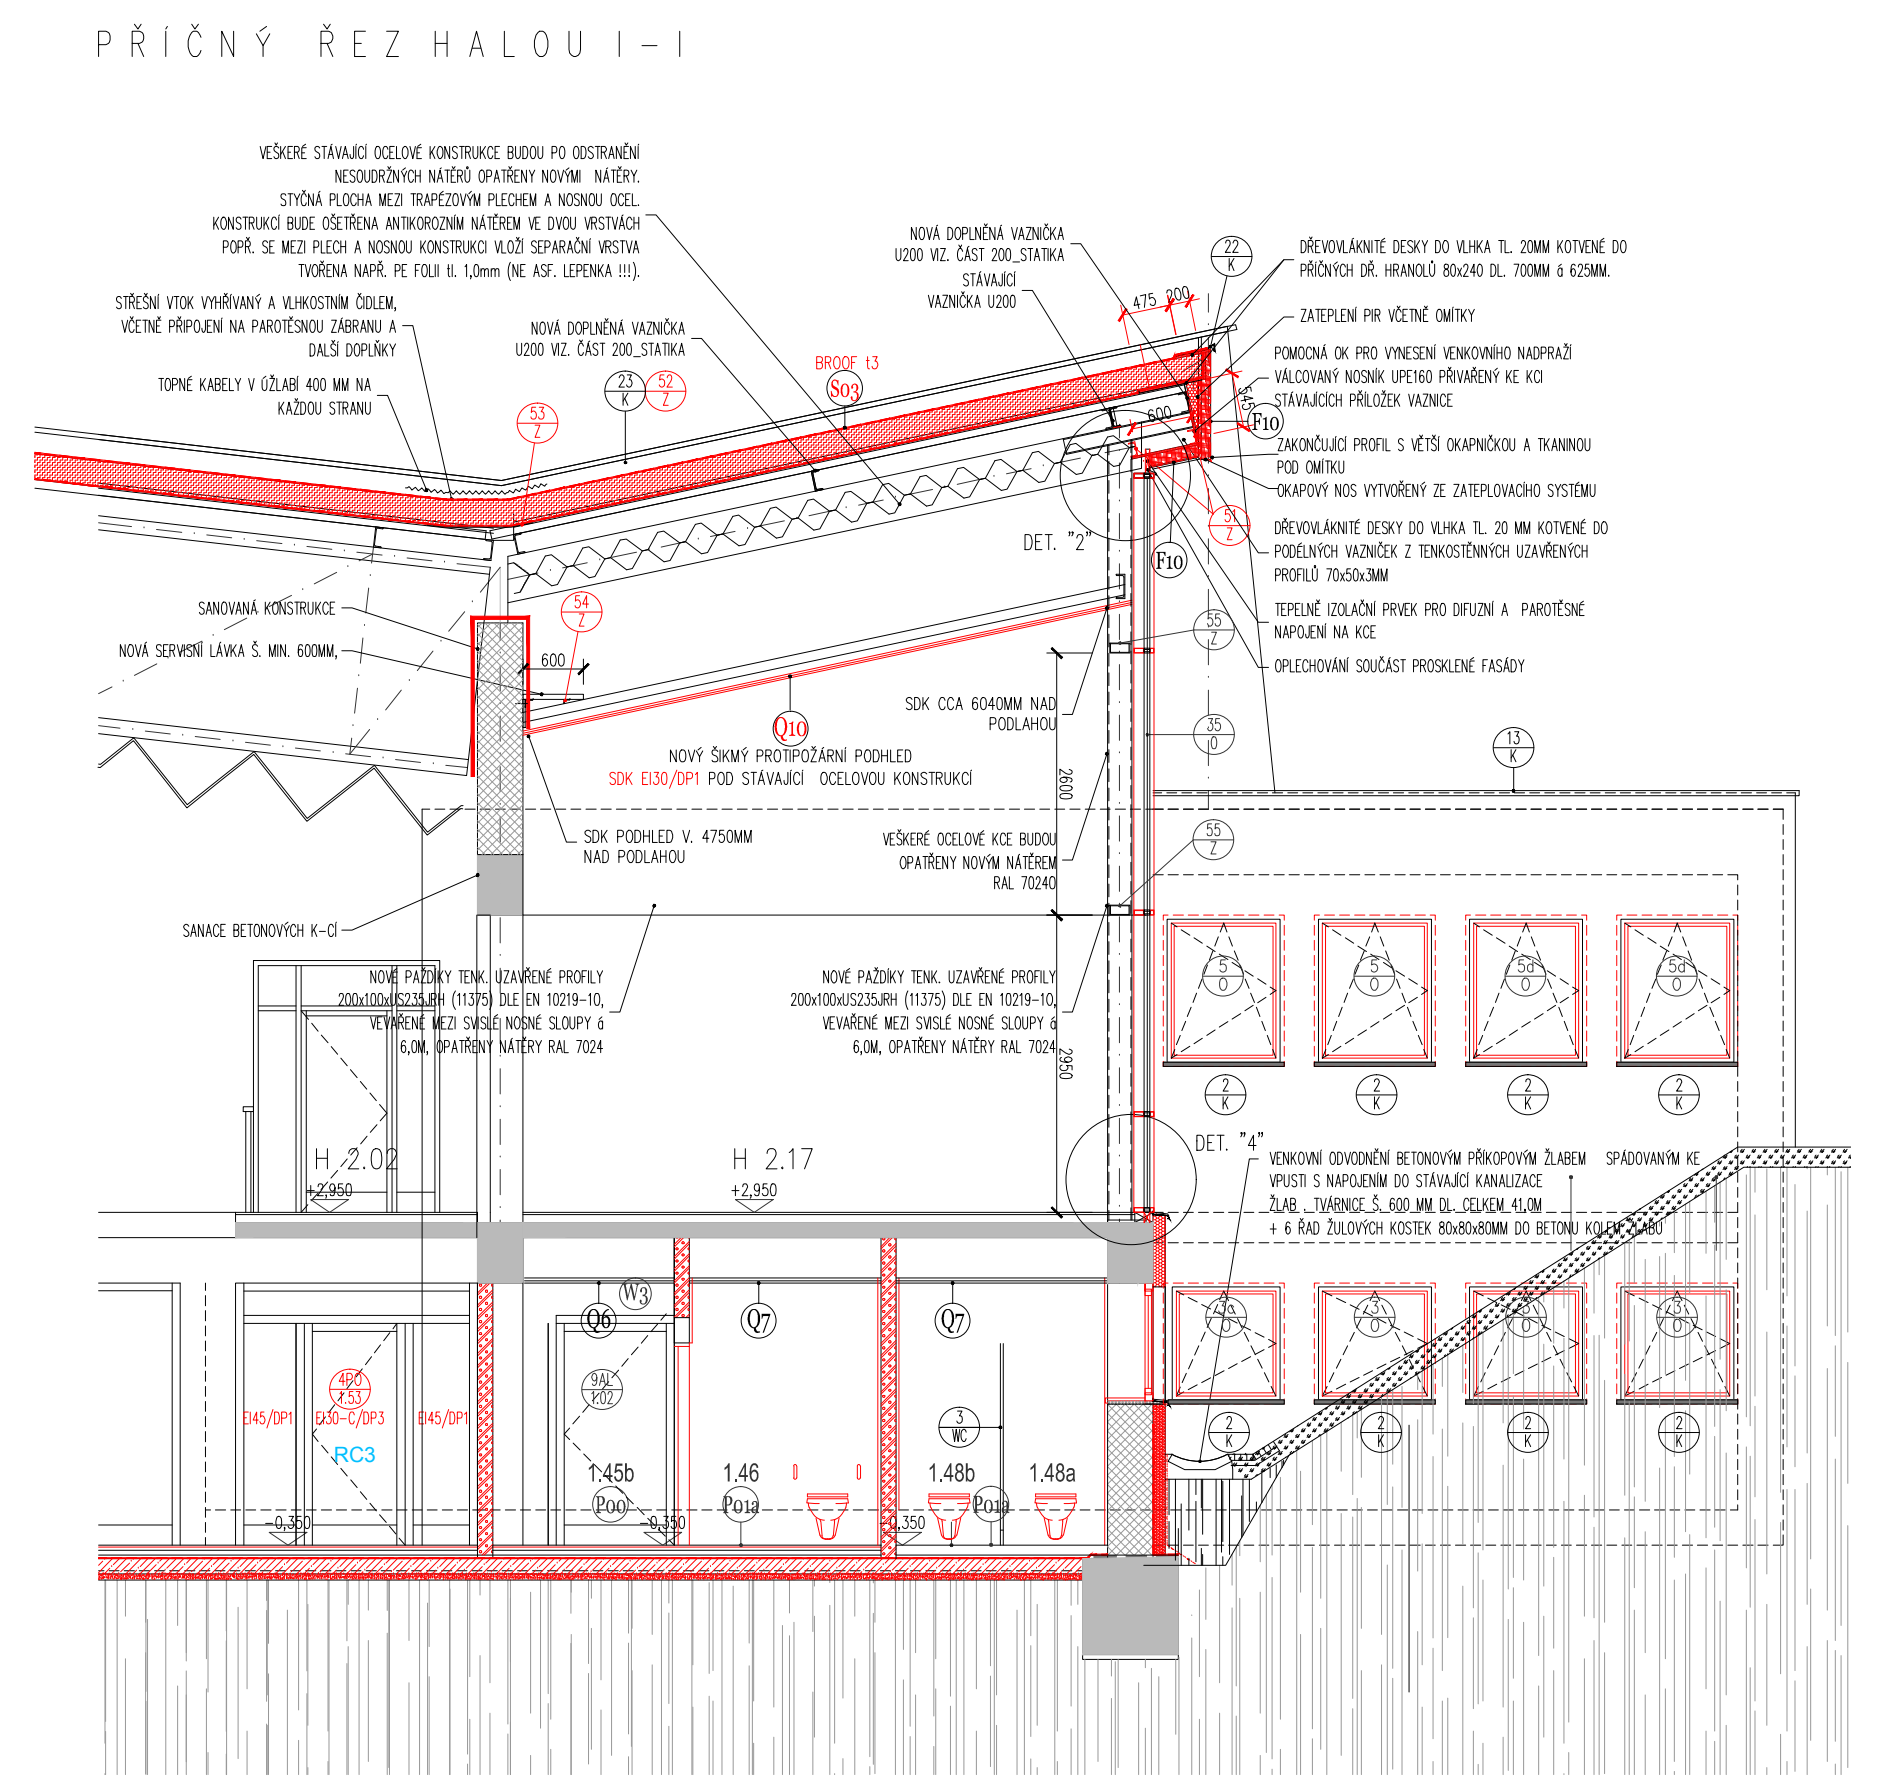 PŘÍČNÝ ŘEZ HALOU I-I
VEŠKERÉ STÁVAJÍCÍ OCELOVÉ KONSTRUKCE BUDOU PO ODSTRANĚNÍ
NESOUDRŽNÝCH NÁTĚRŮ OPATŘENY NOVÝMI NÁTĚRY.
STYČNÁ PLOCHA MEZI TRAPÉZOVÝM PLECHEM A NOSNOU OCEL.
KONSTRUKCÍ BUDE OŠETŘENA ANTIKOROZNÍM NÁTĚREM VE DVOU VRSTVÁCH
POPŘ. SE MEZI PLECH A NOSNOU KONSTRUKCI VLOŽÍ SEPARAČNÍ VRSTVA
TVOŘENA NAPŘ. PE FOLII tl. 1,0mm (NE ASF. LEPENKA !!!).
STŘEŠNÍ VTOK VYHŘÍVANÝ A VLHKOSTNÍM ČIDLEM,
VČETNĚ PŘIPOJENÍ NA PAROTĚSNOU ZÁBRANU A
DALŠÍ DOPLŇKY
TOPNÉ KABELY V ÚŽLABÍ 400 MM NA
KAŽDOU STRANU
NOVÁ DOPLNĚNÁ VAZNIČKA
U200 VIZ. ČÁST 200_STATIKA
NOVÁ DOPLNĚNÁ VAZNIČKA
U200 VIZ. ČÁST 200_STATIKA
STÁVAJÍCÍ
VAZNIČKA U200
22
K
475
200
DŘEVOVLÁKNITÉ DESKY DO VLHKA TL. 20MM KOTVENÉ DO
PŘÍČNÝCH DŘ. HRANOLŮ 80x240 DL. 700MM á 625MM.
ZATEPLENÍ PIR VČETNĚ OMÍTKY
POMOCNÁ OK PRO VYNESENÍ VENKOVNÍHO NADPRAŽÍ
VÁLCOVANÝ NOSNÍK UPE160 PŘIVAŘENÝ KE KCI
STÁVAJÍCÍCH PŘÍLOŽEK VAZNICE
BROOF t3
S03
23
K
52
Z
53
Z
600
545
F10
ZAKONČUJÍCÍ PROFIL S VĚTŠÍ OKAPNIČKOU A TKANINOU
POD OMÍTKU
OKAPOVÝ NOS VYTVOŘENÝ ZE ZATEPLOVACÍHO SYSTÉMU
51
Z
DET. "2"
F10
DŘEVOVLÁKNITÉ DESKY DO VLHKA TL. 20 MM KOTVENÉ DO
PODÉLNÝCH VAZNIČEK Z TENKOSTĚNNÝCH UZAVŘENÝCH
PROFILŮ 70x50x3MM
TEPELNĚ IZOLAČNÍ PRVEK PRO DIFUZNÍ A PAROTĚSNÉ
NAPOJENÍ NA KCE
OPLECHOVÁNÍ SOUČÁST PROSKLENÉ FASÁDY
SANOVANÁ KONSTRUKCE
NOVÁ SERVISNÍ LÁVKA Š. MIN. 600MM,
54
Z
600
55
Z
SDK CCA 6040MM NAD
PODLAHOU
35
O
Q10
NOVÝ ŠIKMÝ PROTIPOŽÁRNÍ PODHLED
SDK EI30/DP1 POD STÁVAJÍCÍ OCELOVOU KONSTRUKCÍ
2600
13
K
SDK PODHLED V. 4750MM
NAD PODLAHOU
VEŠKERÉ OCELOVÉ KCE BUDOU
OPATŘENY NOVÝM NÁTĚREM
RAL 70240
55
Z
SANACE BETONOVÝCH K-CÍ
NOVÉ PAŽDÍKY TENK. UZAVŘENÉ PROFILY
200x100xUS235JRH (11375) DLE EN 10219-10,
VEVAŘENÉ MEZI SVISLÉ NOSNÉ SLOUPY á
6,0M, OPATŘENY NÁTĚRY RAL 7024
NOVÉ PAŽDÍKY TENK. UZAVŘENÉ PROFILY
200x100xUS235JRH (11375) DLE EN 10219-10,
VEVAŘENÉ MEZI SVISLÉ NOSNÉ SLOUPY á
6,0M, OPATŘENY NÁTĚRY RAL 7024
2950
5
O
5
O
5d
O
5d
O
2
K
2
K
2
K
2
K
H 2.02
+2,950
H 2.17
+2,950
DET. "4"
VENKOVNÍ ODVODNĚNÍ BETONOVÝM PŘÍKOPOVÝM ŽLABEM SPÁDOVANÝM KE
VPUSTI S NAPOJENÍM DO STÁVAJÍCÍ KANALIZACE
ŽLAB . TVÁRNICE Š. 600 MM DL. CELKEM 41,0M
+ 6 ŘAD ŽULOVÝCH KOSTEK 80x80x80MM DO BETONU KOLEM ŽLABU
W3
Q6
Q7
Q7
O
3
O
3
O
3
O
4PO
1.53
9AL
1.02
EI45/DP1
EI30-C/DP3
EI45/DP1
RC3
3
WC
2
K
2
K
2
K
2
K
1.45b
1.46
1.48b
1.48a
P00
P01a
P01a
-0,350
-0,350
-0,350